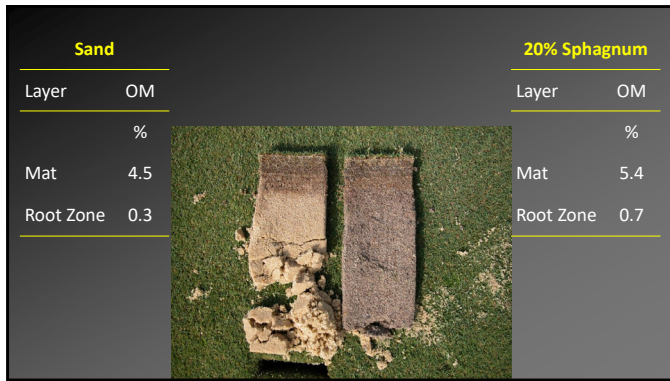 Sand
Layer OM
%
Mat 4.5
Root Zone 0.3
20% Sphagnum
Layer OM
%
Mat 5.4
Root Zone 0.7